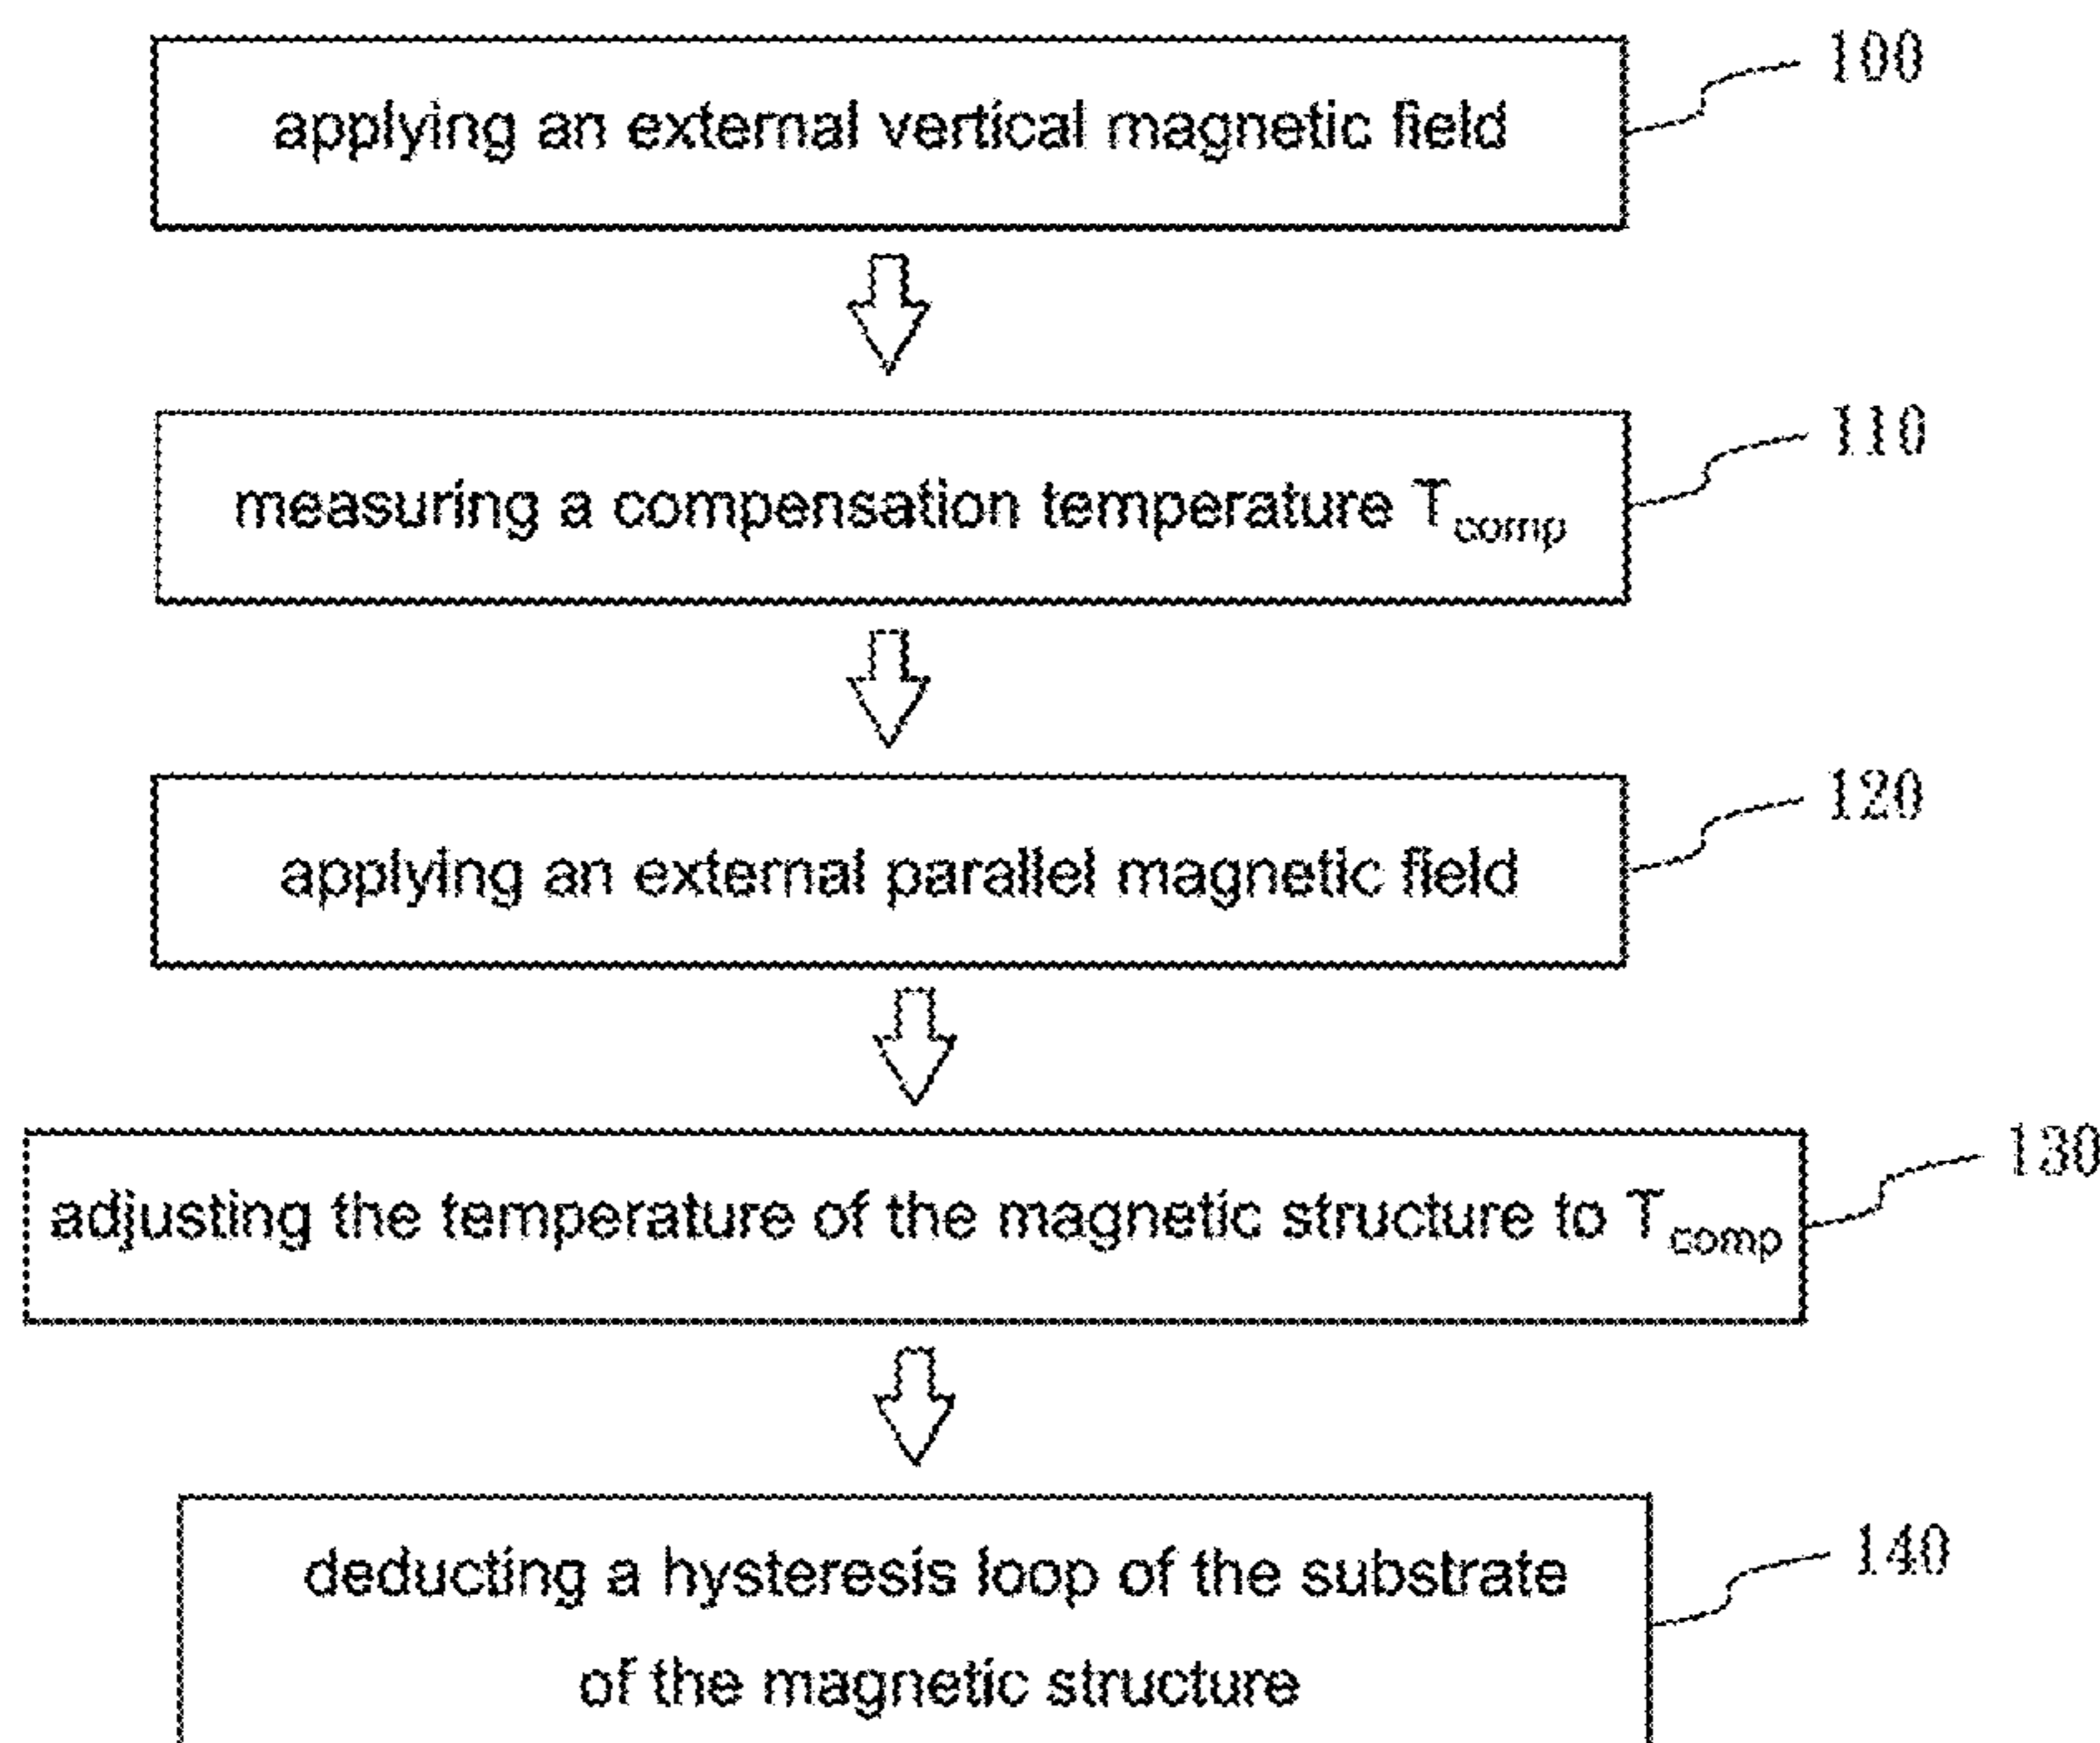 applying an external vertical magnetic field
100
measuring a compensation temperature Tcomp
110
applying an external parallel magnetic field
120
adjusting the temperature of the magnetic structure to Tcomp
130
deducting a hysteresis loop of the substrate
of the magnetic structure
140